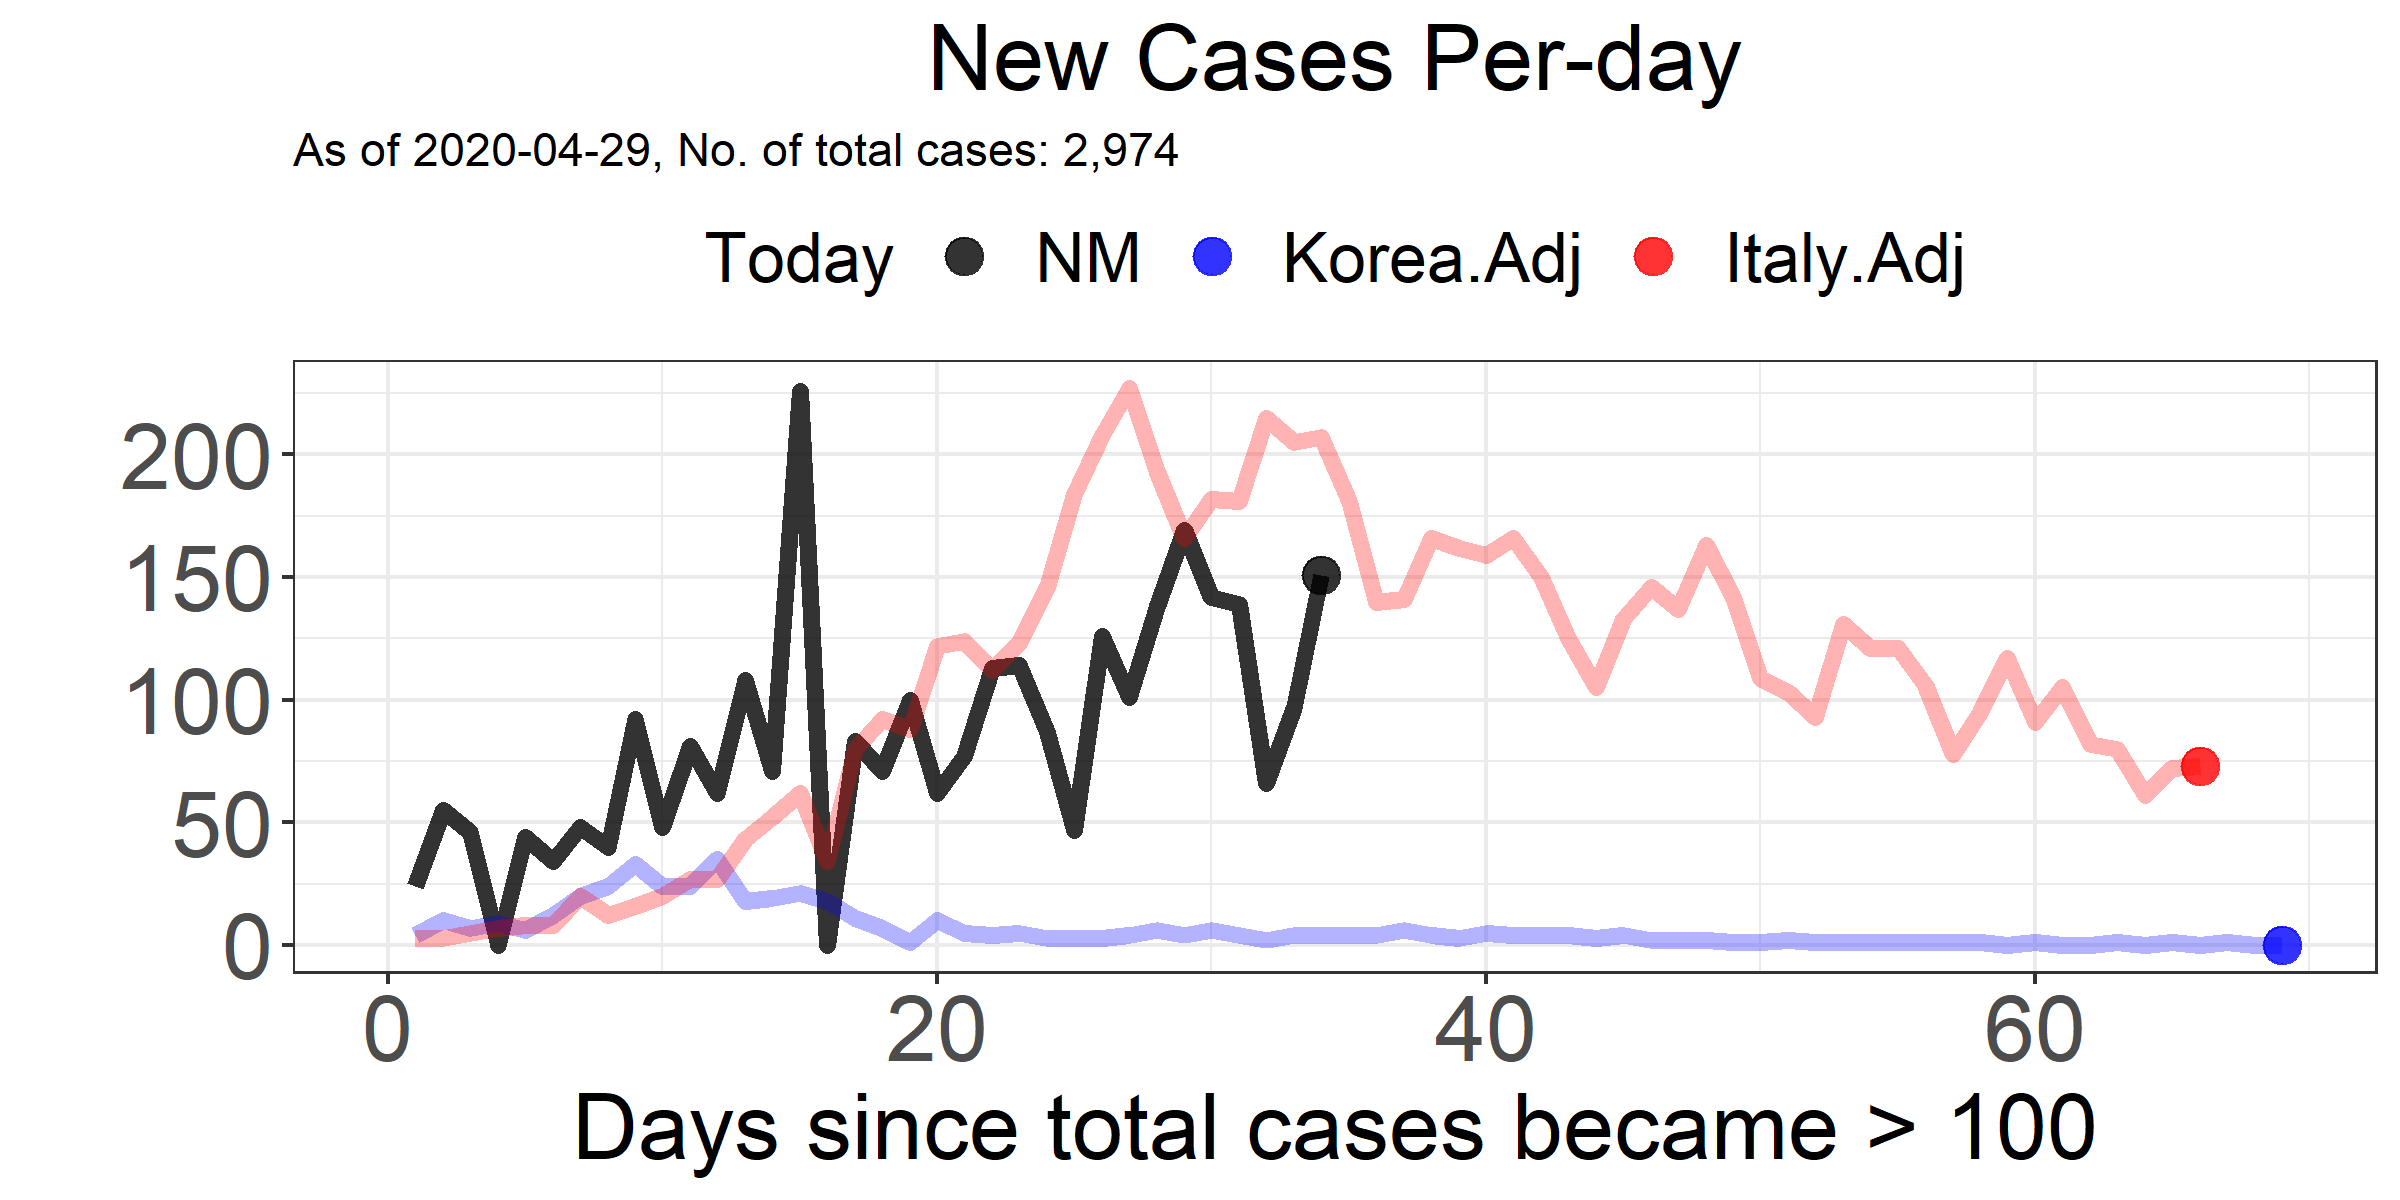 New Cases Per-day
As of 2020-04-29, No. of total cases: 2,974
Today NM Korea.Adj Italy.Adj
200
150
100
50
0
0 20 40 60
Days since total cases became > 100